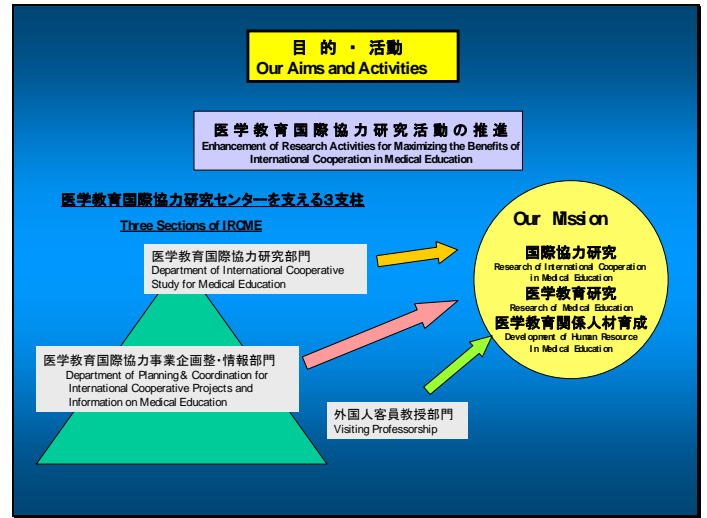 目 的 ・ 活動
Our Aims and Activities
医 学 教 育 国 際 協 力 研 究 活 動 の 推 進
Enhancement of Research Activities for Maximizing the Benefits of
International Cooperation in Medical Education
医学教育国際協力研究センターを支える3支柱
Three Sections of IRCME
医学教育国際協力研究部門
Department of International Cooperative
Study for Medical Education
医学教育国際協力事業企画整・情報部門
Department of Planning & Coordination for
International Cooperative Projects and
Information on Medical Education
外国人客員教授部門
Visiting Professorship
Our Mission
国際協力研究
Research of International Cooperation
in Medical Education
医学教育研究
Research of Medical Education
医学教育関係人材育成
Development of Human Resource
In Medical Education